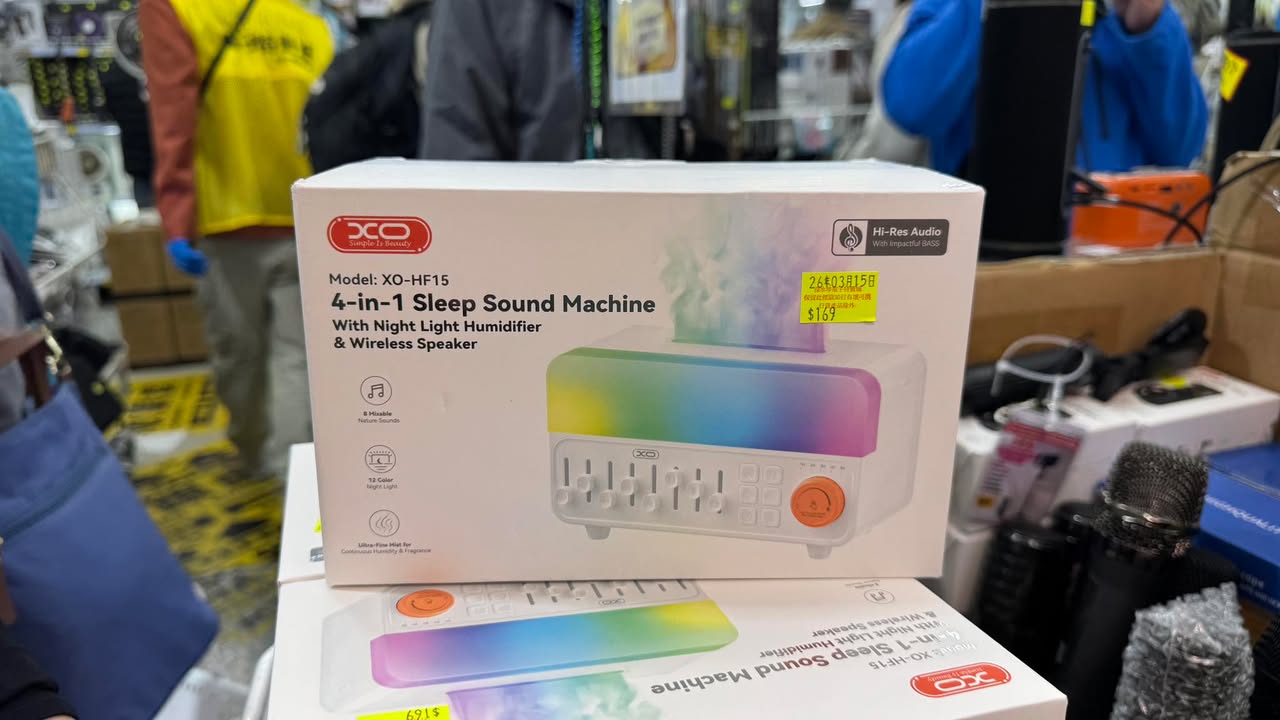 XO
Simple Is Beauty
Hi-Res Audio
With Impactful BASS
Model: XO-HF15
4-in-1 Sleep Sound Machine
With Night Light Humidifier
& Wireless Speaker
26年03月15日
$169
8 Mixable
Nature Sounds
12 Color
Night Light
Ultra-Fine Mist for
Continuous Humidity & Fragrance
XO
XO
Model: XO-HF15
4-in-1 Sleep Sound Machine
With Night Light Humidifier
& Wireless Speaker
$169